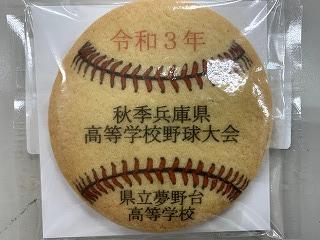 令和３年
秋季兵庫県
高等学校野球大会
県立夢野台
高等学校